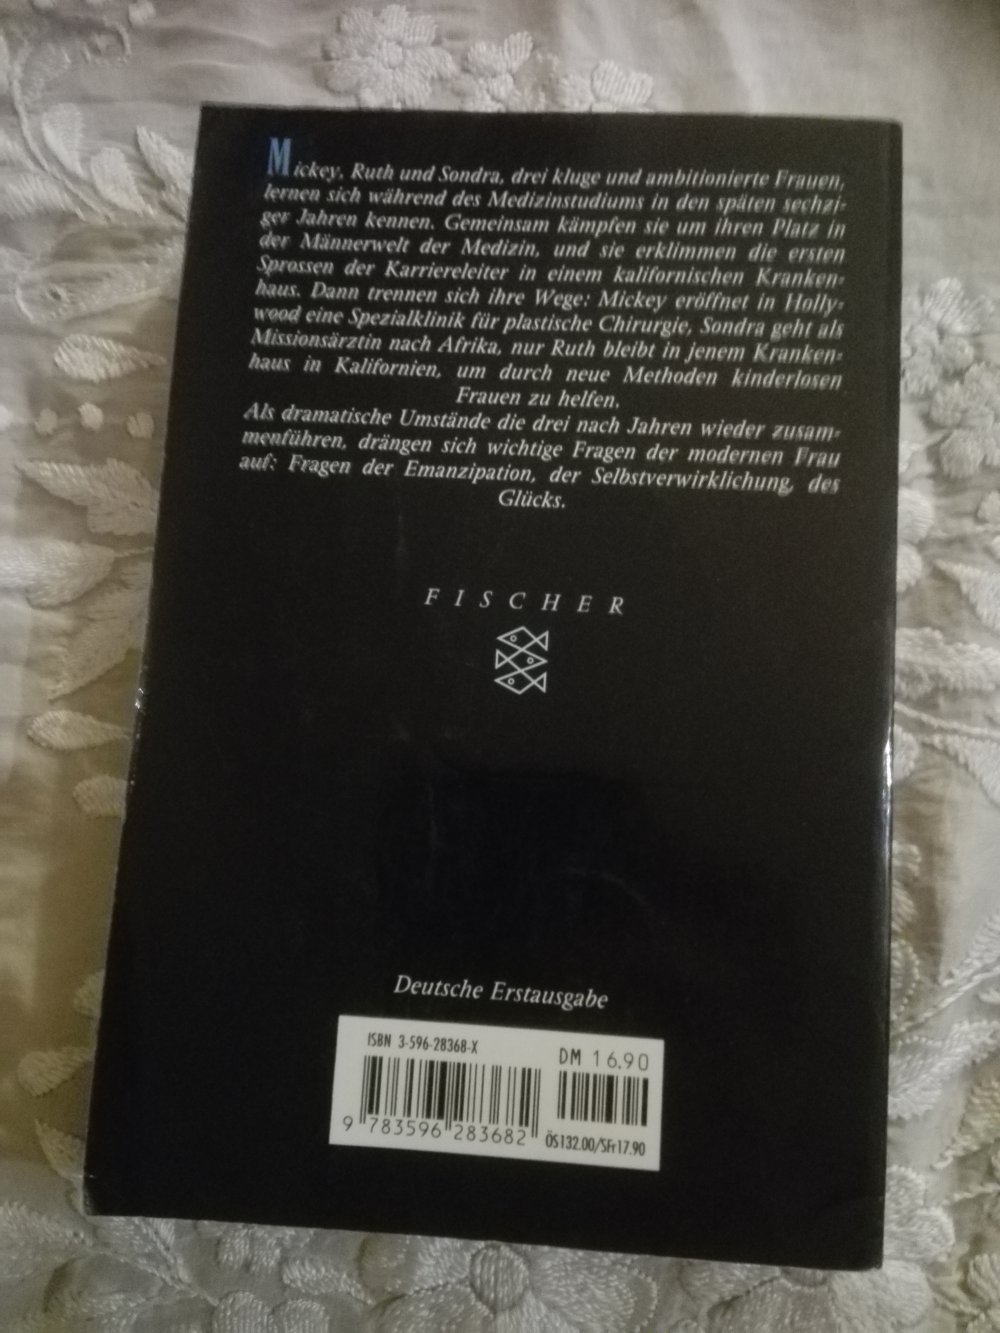 Mickey, Ruth und Sondra, drei kluge und ambitionierte Frauen,
lernen sich während des Medizinstudiums in den späten sechzi-
ger Jahren kennen. Gemeinsam kämpfen sie um ihren Platz in
der Männerwelt der Medizin, und sie erklimmen die ersten
Sprossen der Karriereleiter in einem kalifornischen Kranken-
haus. Dann trennen sich ihre Wege: Mickey eröffnet in Holly-
wood eine Spezialklinik für plastische Chirurgie, Sondra geht als
Missionsärztin nach Afrika, nur Ruth bleibt in jenem Kranken-
haus in Kalifornien, um durch neue Methoden kinderlosen
Frauen zu helfen.
Als dramatische Umstände die drei nach Jahren wieder zusam-
menführen, drängen sich wichtige Fragen der modernen Frau
auf: Fragen der Emanzipation, der Selbstverwirklichung, des
Glücks.
FISCHER
Deutsche Erstausgabe
ISBN 3-596-28368-X
DM 16.90
9 783596 283682
ÖS132.00/SFr17.90